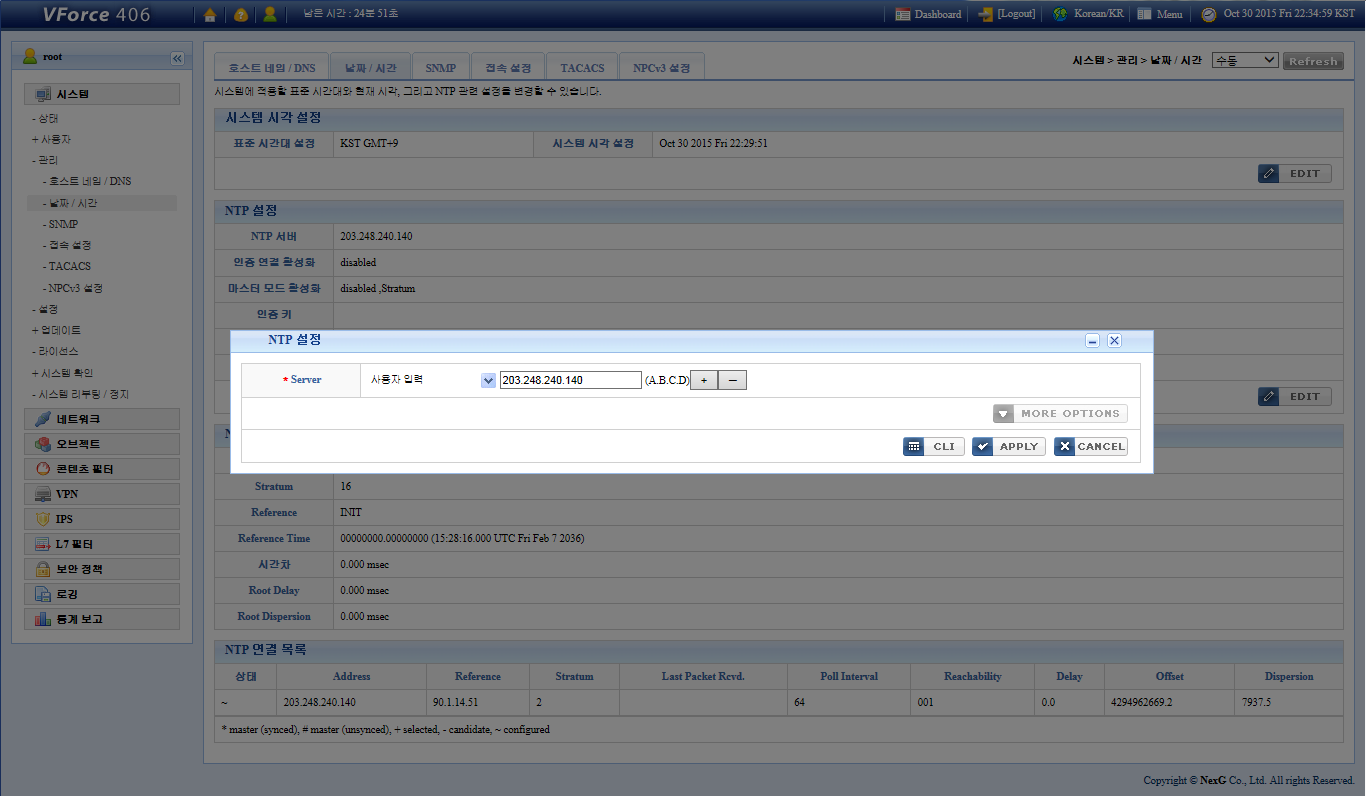 VForce 406
남은 시간 : 24분 51초
Dashboard
[Logout]
Korean/KR
Menu
Oct 30 2015 Fri 22:34:59 KST
root
시스템
- 상태
+ 사용자
- 관리
- 호스트 네임 / DNS
- 날짜 / 시간
- SNMP
- 접속 설정
- TACACS
- NPCv3 설정
- 설정
+ 업데이트
- 라이선스
+ 시스템 확인
- 시스템 리부팅 / 정지
네트워크
오브젝트
콘텐츠 필터
VPN
IPS
L7 필터
보안 정책
로깅
통계 보고
호스트 네임 / DNS 날짜 / 시간 SNMP 접속 설정 TACACS NPCv3 설정
시스템 > 관리 > 날짜 / 시간 수동 Refresh
시스템에 적용할 표준 시간대와 현재 시각, 그리고 NTP 관련 설정을 변경할 수 있습니다.
시스템 시각 설정
표준 시간대 설정 KST GMT+9 시스템 시각 설정 Oct 30 2015 Fri 22:29:51
EDIT
NTP 설정
NTP 서버 203.248.240.140
인증 연결 활성화 disabled
마스터 모드 활성화 disabled ,Stratum
인증 키
NTP 설정
* Server 사용자 입력 203.248.240.140 (A.B.C.D) + −
EDIT
MORE OPTIONS
CLI APPLY CANCEL
Stratum 16
Reference INIT
Reference Time 00000000.00000000 (15:28:16.000 UTC Fri Feb 7 2036)
시간차 0.000 msec
Root Delay 0.000 msec
Root Dispersion 0.000 msec
NTP 연결 목록
상태 Address Reference Stratum Last Packet Rcvd. Poll Interval Reachability Delay Offset Dispersion
~ 203.248.240.140 90.1.14.51 2 64 001 0.0 4294962669.2 7937.5
* master (synced), # master (unsynced), + selected, - candidate, ~ configured
Copyright © NexG Co., Ltd. All rights Reserved.